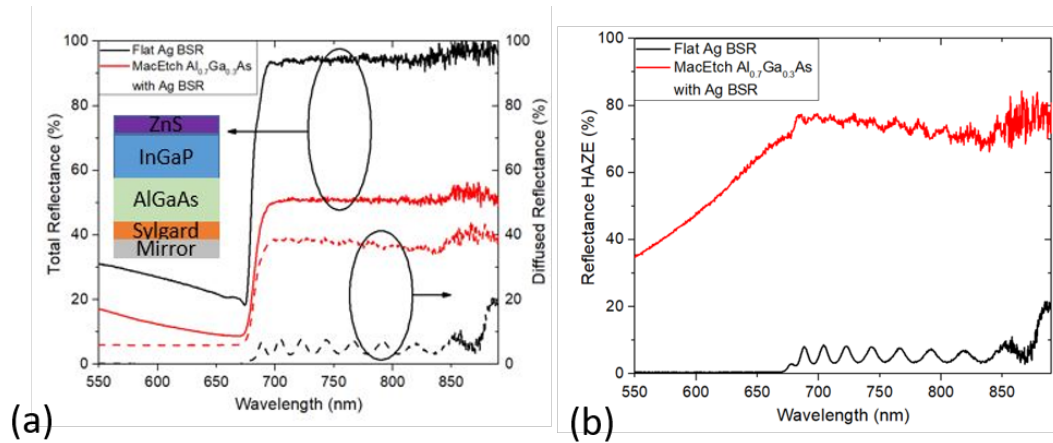 Flat Ag BSR
MacEtch Al0.7Ga0.3As
with Ag BSR
ZnS
InGaP
AlGaAs
Sylgard
Mirror
Total Reflectance (%)
100
80
60
40
20
0
Diffused Reflectance (%)
100
80
60
40
20
0
550 600 650 700 750 800 850
Wavelength (nm)
(a)
Flat Ag BSR
MacEtch Al0.7Ga0.3As
with Ag BSR
Reflectance HAZE (%)
100
80
60
40
20
0
550 600 650 700 750 800 850
Wavelength (nm)
(b)